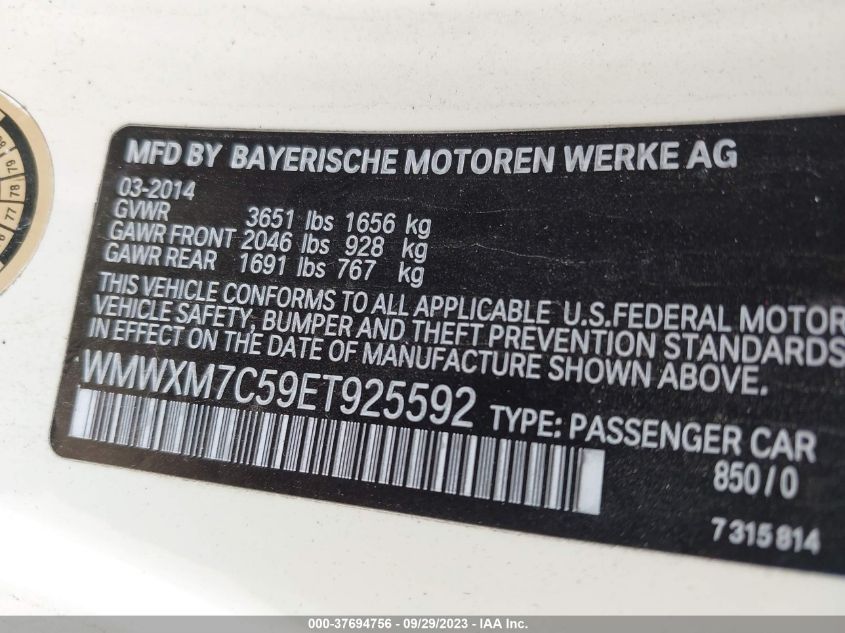 MFD BY BAYERISCHE MOTOREN WERKE AG
03-2014
GVWR 3651 lbs 1656 kg
GAWR FRONT 2046 lbs 928 kg
GAWR REAR 1691 lbs 767 kg
THIS VEHICLE CONFORMS TO ALL APPLICABLE U.S.FEDERAL MOTOR
VEHICLE SAFETY, BUMPER AND THEFT PREVENTION STANDARDS
IN EFFECT ON THE DATE OF MANUFACTURE SHOWN ABOVE.
WMWXM7C59ET925592 TYPE: PASSENGER CAR
850/0
7 315 814
79
78
77
000-37694756 - 09/29/2023 - IAA Inc.